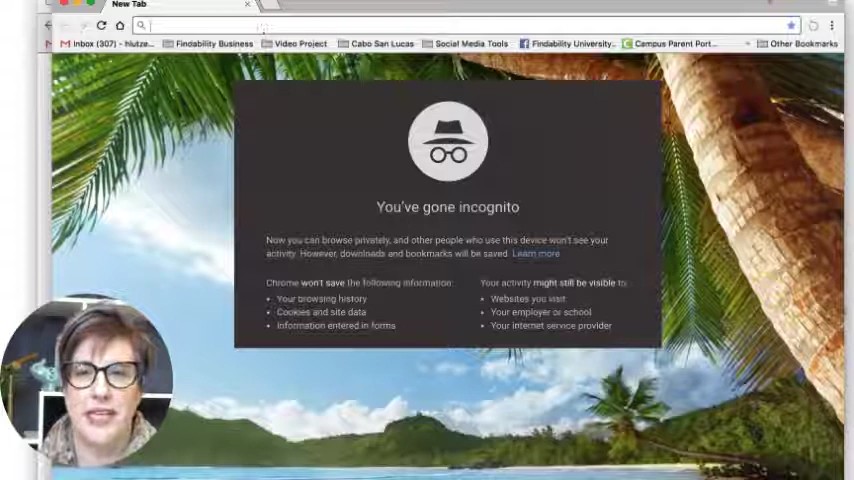 New Tab
Inbox (307) - hlutze... Findability Business Video Project Cabo San Lucas Social Media Tools Findability University... Campus Parent Port... » Other Bookmarks
You've gone incognito
Now you can browse privately, and other people who use this device won't see your
activity. However, downloads and bookmarks will be saved. Learn more
Chrome won't save the following information: Your activity might still be visible to:
• Your browsing history • Websites you visit
• Cookies and site data • Your employer or school
• Information entered in forms • Your internet service provider